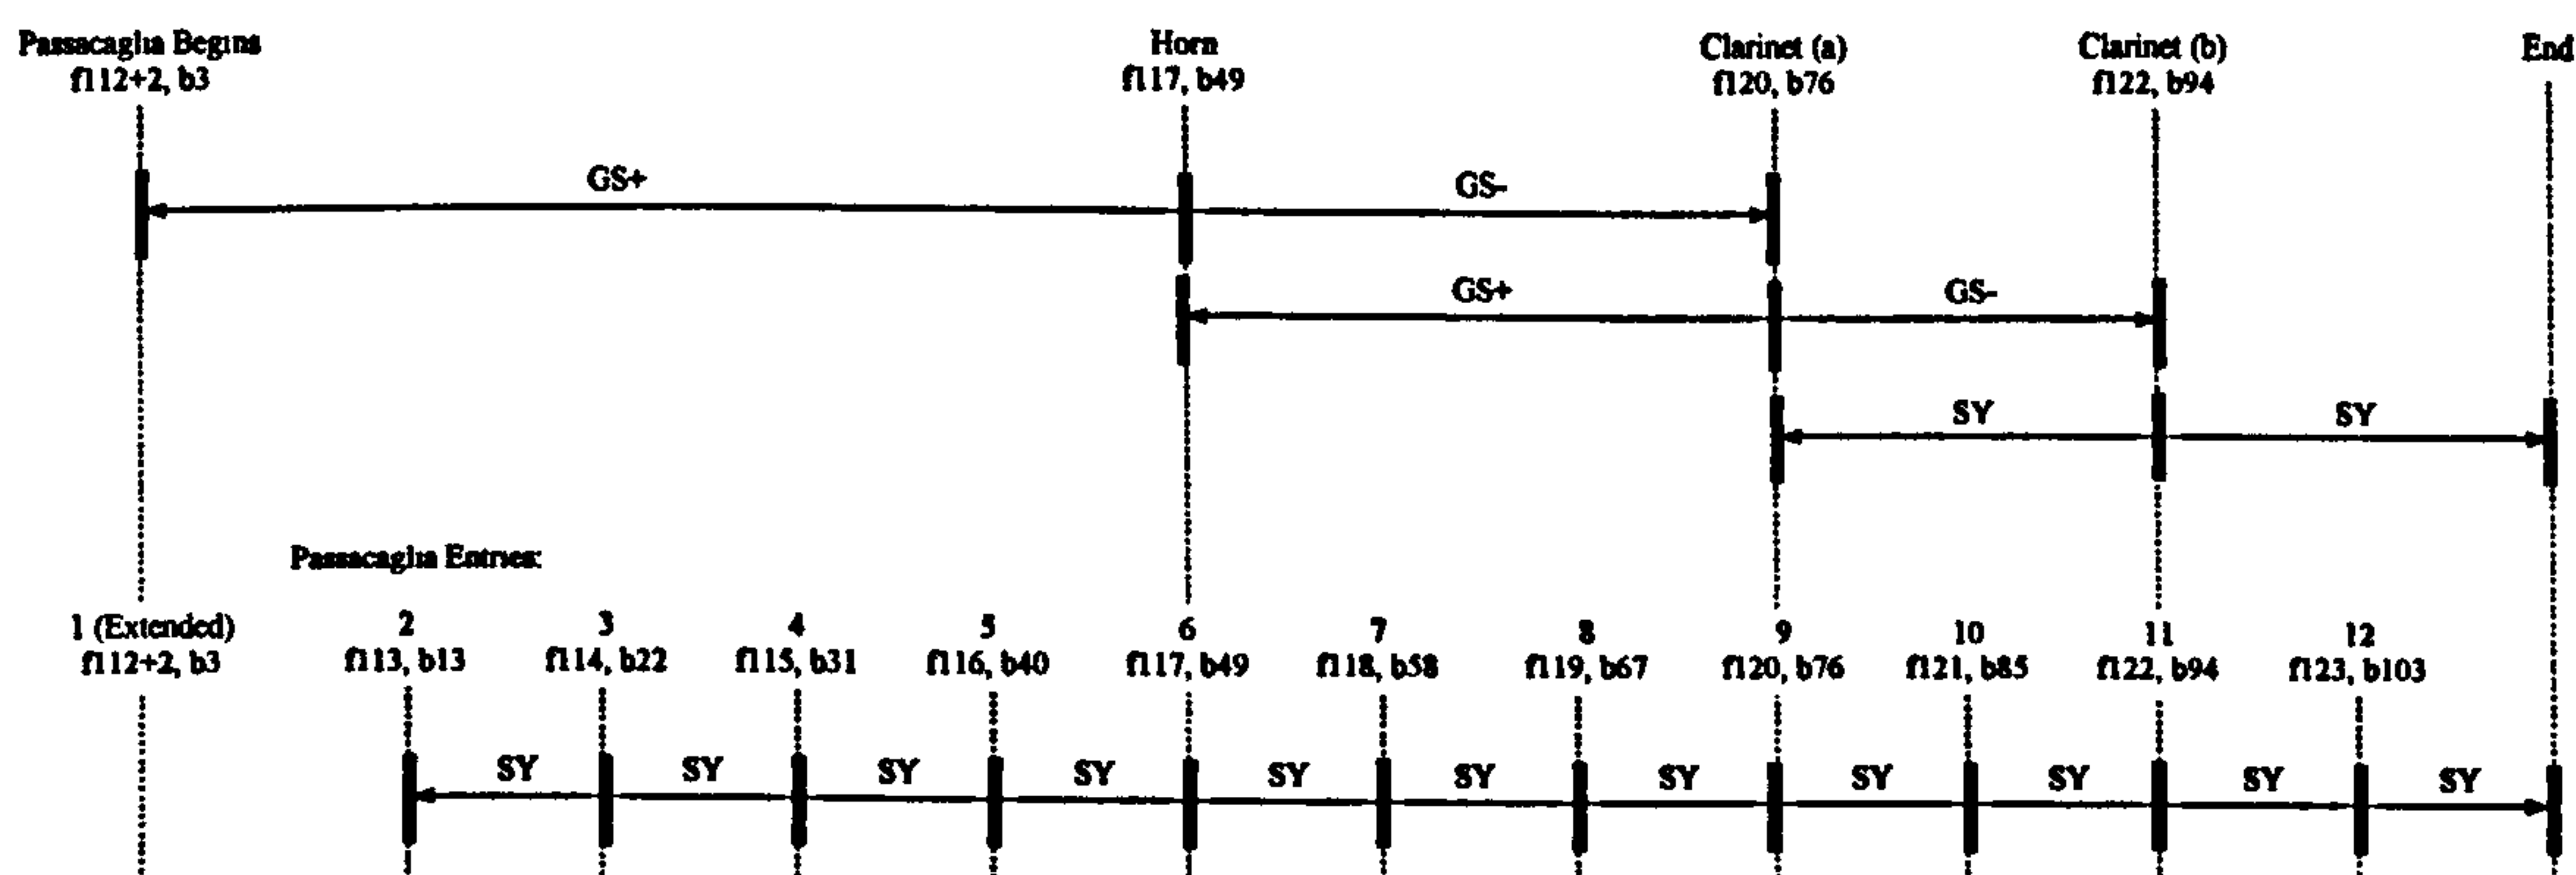 Passacaglia Begins
f112+2, b3
Horn
f117, b49
Clarinet (a)
f120, b76
Clarinet (b)
f122, b94
End
GS+
GS-
GS+
GS-
SY
SY
Passacaglia Entries:
1 (Extended)
f112+2, b3
2
f113, b13
3
f114, b22
4
f115, b31
5
f116, b40
6
f117, b49
7
f118, b58
8
f119, b67
9
f120, b76
10
f121, b85
11
f122, b94
12
f123, b103
SY
SY
SY
SY
SY
SY
SY
SY
SY
SY
SY